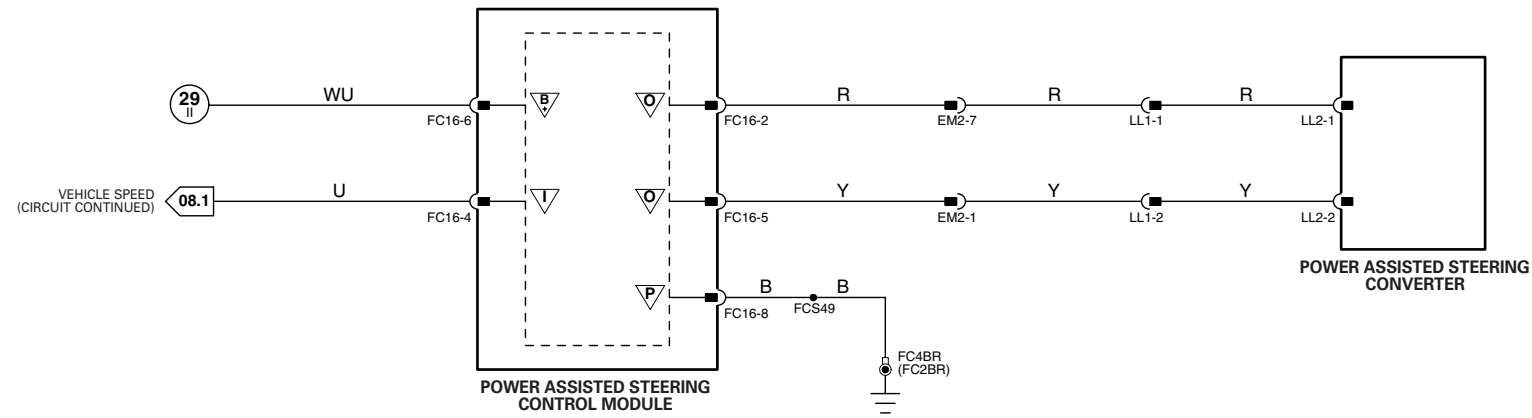 29
II
WU
FC16-6
B
+
O
FC16-2
R
EM2-7
R
LL1-1
R
LL2-1
VEHICLE SPEED
(CIRCUIT CONTINUED)
08.1
U
FC16-4
I
O
FC16-5
Y
EM2-1
Y
LL1-2
Y
LL2-2
POWER ASSISTED STEERING
CONVERTER
P
FC16-8
B
FCS49
B
FC4BR
(FC2BR)
POWER ASSISTED STEERING
CONTROL MODULE